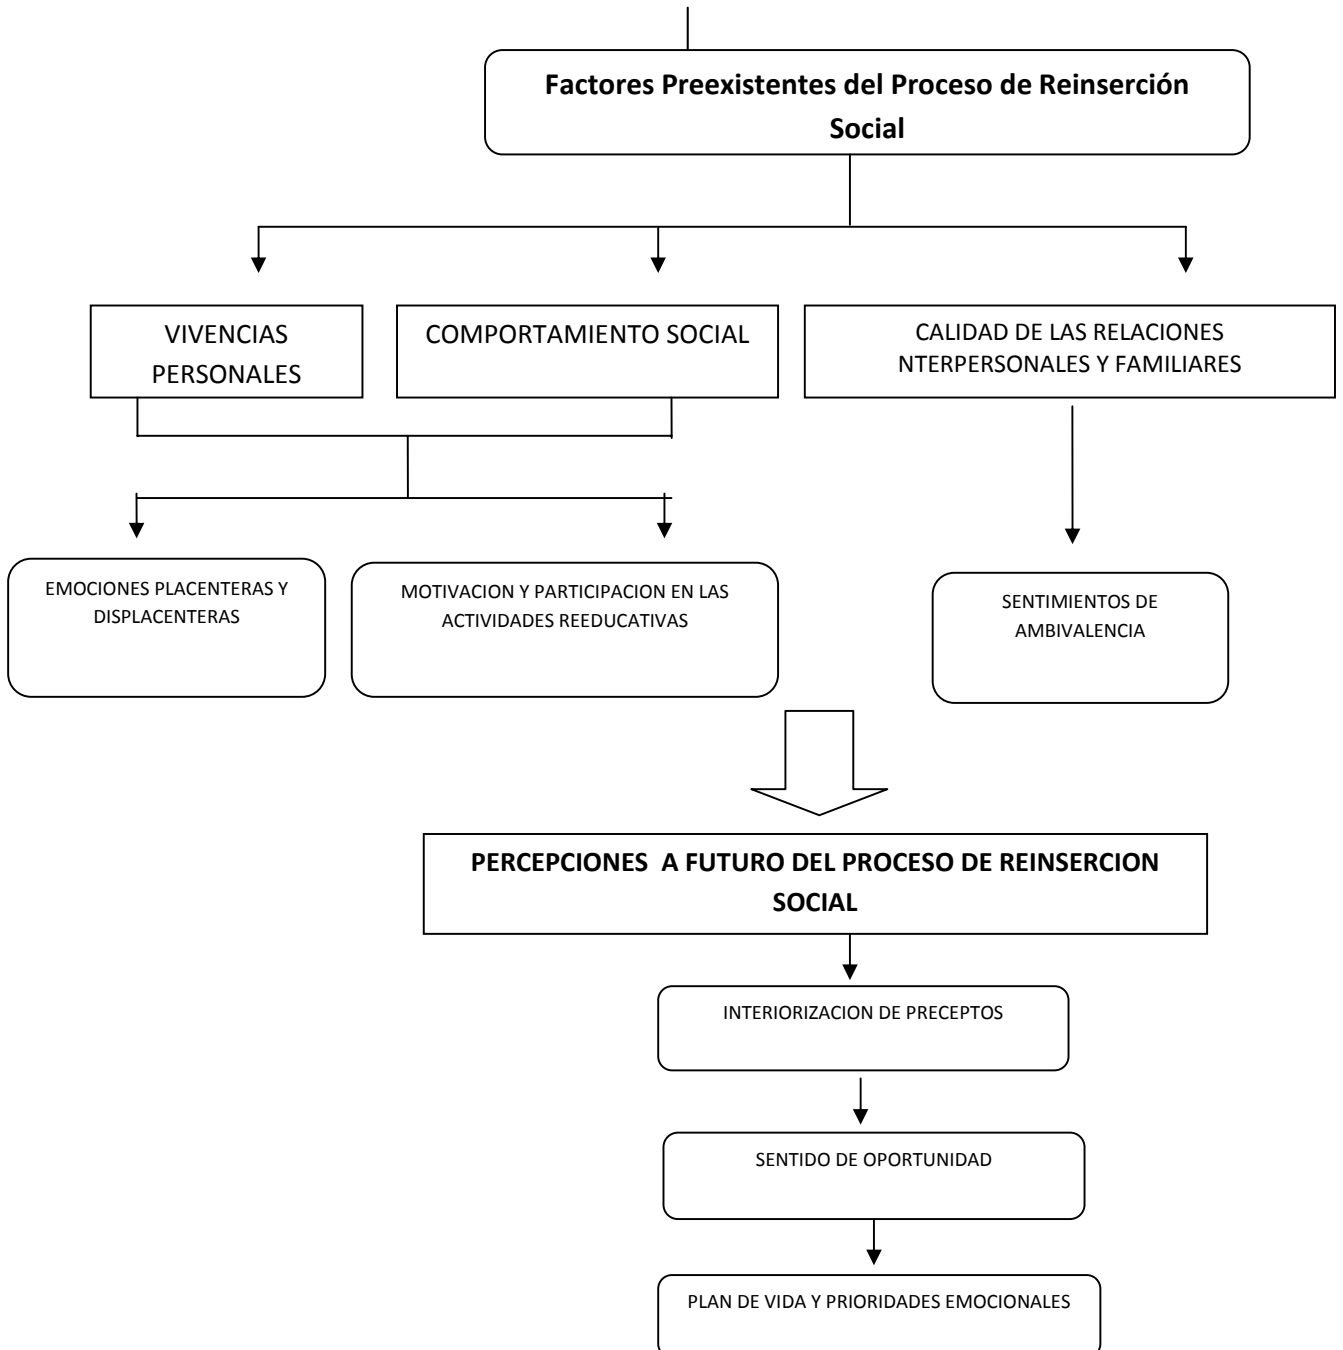 Factores Preexistentes del Proceso de Reinserción
Social
VIVENCIAS
PERSONALES
COMPORTAMIENTO SOCIAL
CALIDAD DE LAS RELACIONES
NTERPERSONALES Y FAMILIARES
EMOCIONES PLACENTERAS Y
DISPLACENTERAS
MOTIVACION Y PARTICIPACION EN LAS
ACTIVIDADES REEDUCATIVAS
SENTIMIENTOS DE
AMBIVALENCIA
PERCEPCIONES  A FUTURO DEL PROCESO DE REINSERCION
SOCIAL
INTERIORIZACION DE PRECEPTOS
SENTIDO DE OPORTUNIDAD
PLAN DE VIDA Y PRIORIDADES EMOCIONALES